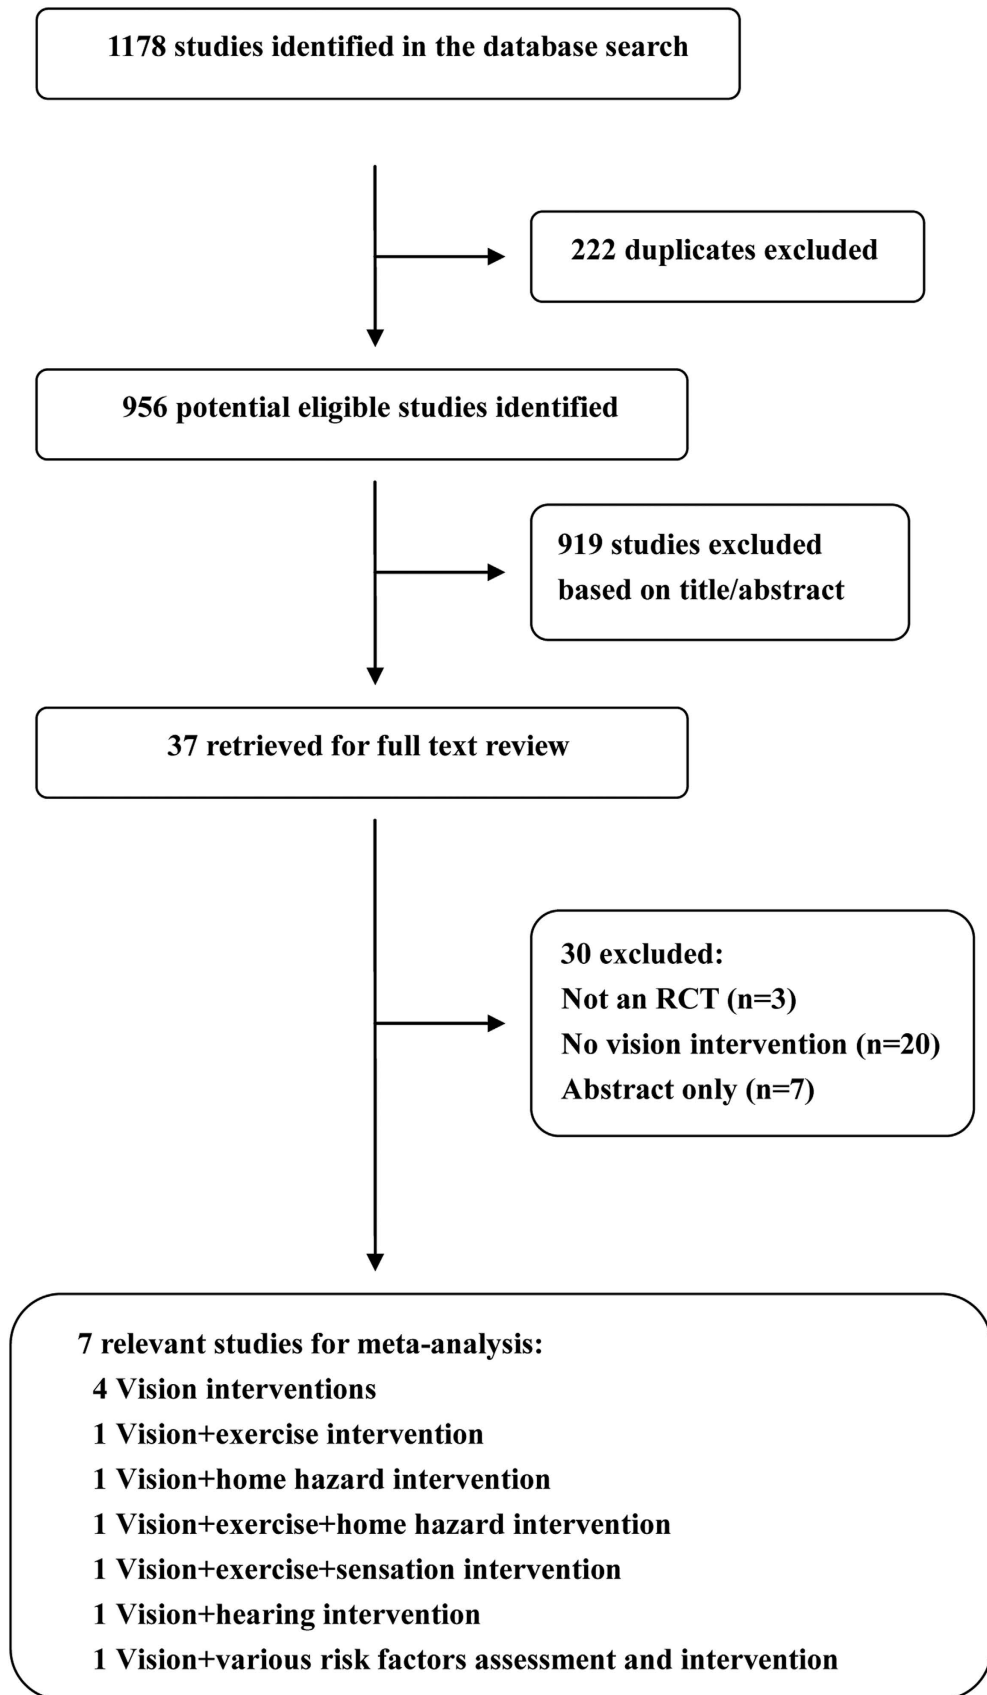 1178 studies identified in the database search
222 duplicates excluded
956 potential eligible studies identified
919 studies excluded
based on title/abstract
37 retrieved for full text review
30 excluded:
Not an RCT (n=3)
No vision intervention (n=20)
Abstract only (n=7)
7 relevant studies for meta-analysis:
4 Vision interventions
1 Vision+exercise intervention
1 Vision+home hazard intervention
1 Vision+exercise+home hazard intervention
1 Vision+exercise+sensation intervention
1 Vision+hearing intervention
1 Vision+various risk factors assessment and intervention